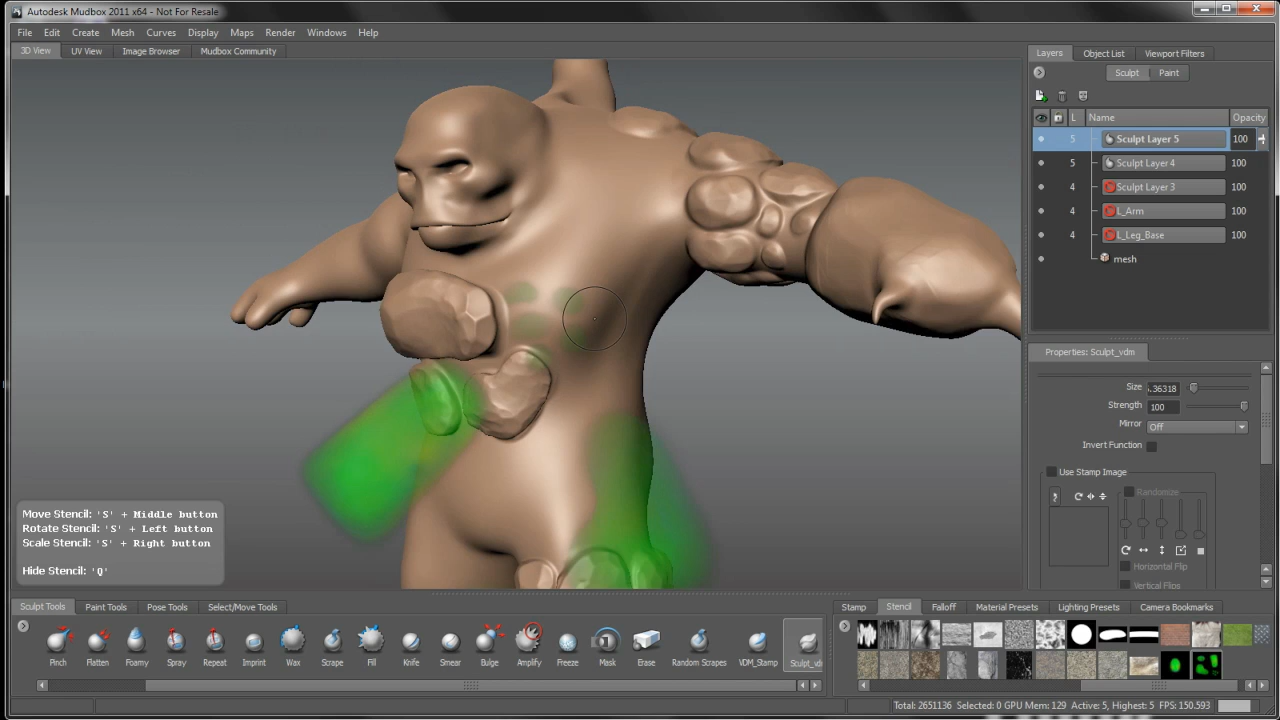 Autodesk Mudbox 2011 x64 - Not For Resale
File Edit Create Mesh Curves Display Maps Render Windows Help
3D View UV View Image Browser Mudbox Community
Layers Object List Viewport Filters
Sculpt Paint
L Name Opacity
5 Sculpt Layer 5 100
5 Sculpt Layer 4 100
4 Sculpt Layer 3 100
4 L_Arm 100
4 L_Leg_Base 100
mesh
Properties: Sculpt_vdm
Size .36318
Strength 100
Mirror Off
Invert Function
Use Stamp Image
Randomize
Horizontal Flip
Vertical Flips
Move Stencil: 'S' + Middle button
Rotate Stencil: 'S' + Left button
Scale Stencil: 'S' + Right button
Hide Stencil: 'Q'
Sculpt Tools Paint Tools Pose Tools Select/Move Tools
Pinch Flatten Foamy Spray Repeat Imprint Wax Scrape Fill Knife Smear Bulge Amplify Freeze Mask Erase Random Scrapes VDM_Stamp Sculpt_vd
Stamp Stencil Falloff Material Presets Lighting Presets Camera Bookmarks
Total: 2651136 Selected: 0 GPU Mem: 129 Active: 5, Highest: 5 FPS: 150.593